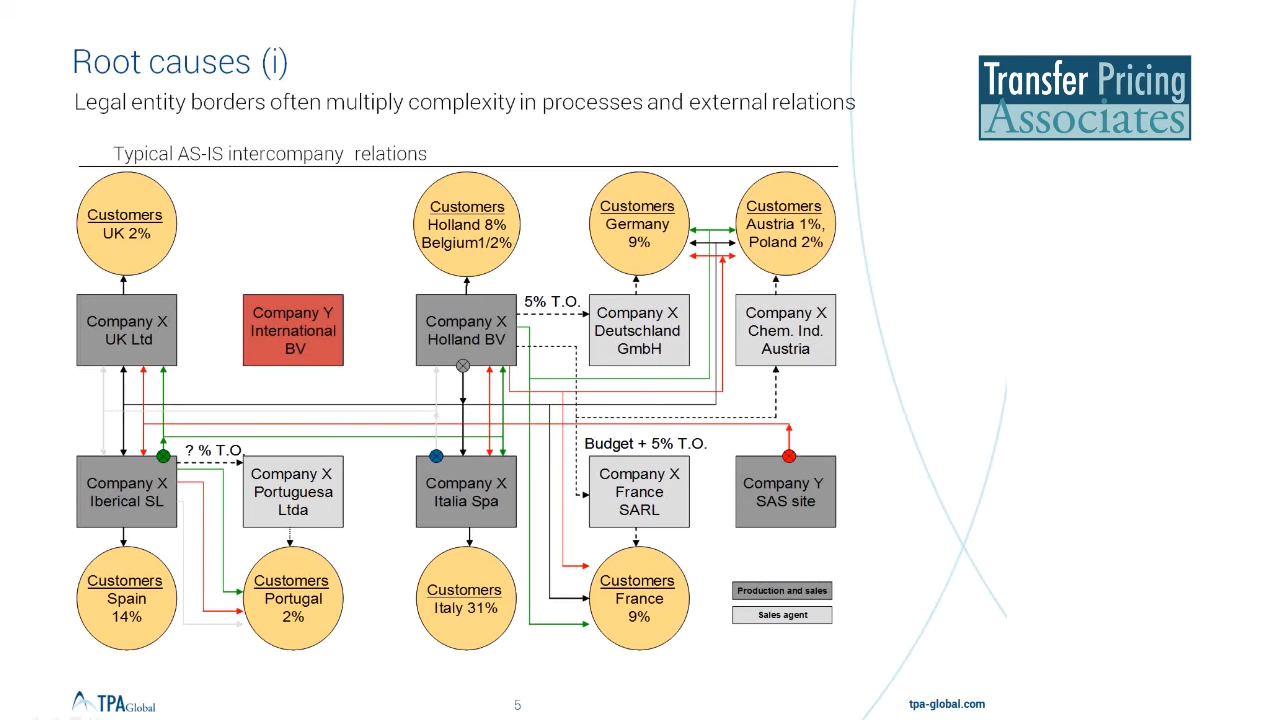 Root causes (i)
Legal entity borders often multiply complexity in processes and external relations
Transfer Pricing
Associates
Typical AS-IS intercompany relations
Customers
UK 2%
Customers
Holland 8%
Belgium1/2%
Customers
Germany
9%
Customers
Austria 1%,
Poland 2%
Company X
UK Ltd
Company Y
International
BV
Company X
Holland BV
5% T.O.
Company X
Deutschland
GmbH
Company X
Chem. Ind.
Austria
? % T.O.
Budget + 5% T.O.
Company X
Iberical SL
Company X
Portuguesa
Ltda
Company X
Italia Spa
Company X
France
SARL
Company Y
SAS site
Customers
Spain
14%
Customers
Portugal
2%
Customers
Italy 31%
Customers
France
9%
Production and sales
Sales agent
TPA Global
5
tpa-global.com